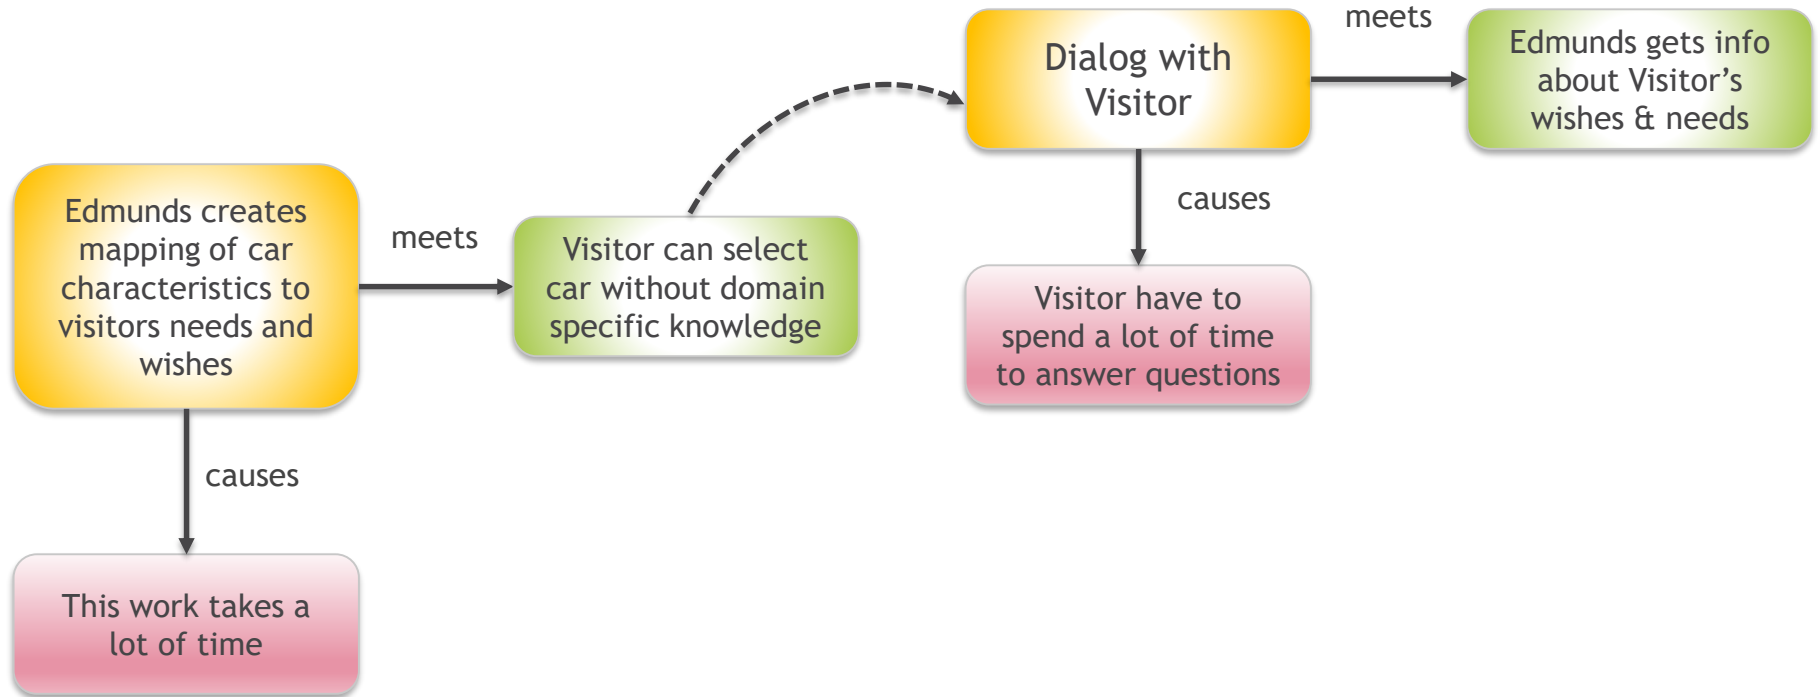 Edmunds creates
mapping of car
characteristics to
visitors needs and
wishes
meets
Visitor can select
car without domain
specific knowledge
causes
This work takes a
lot of time
Dialog with
Visitor
meets
Edmunds gets info
about Visitor’s
wishes & needs
causes
Visitor have to
spend a lot of time
to answer questions